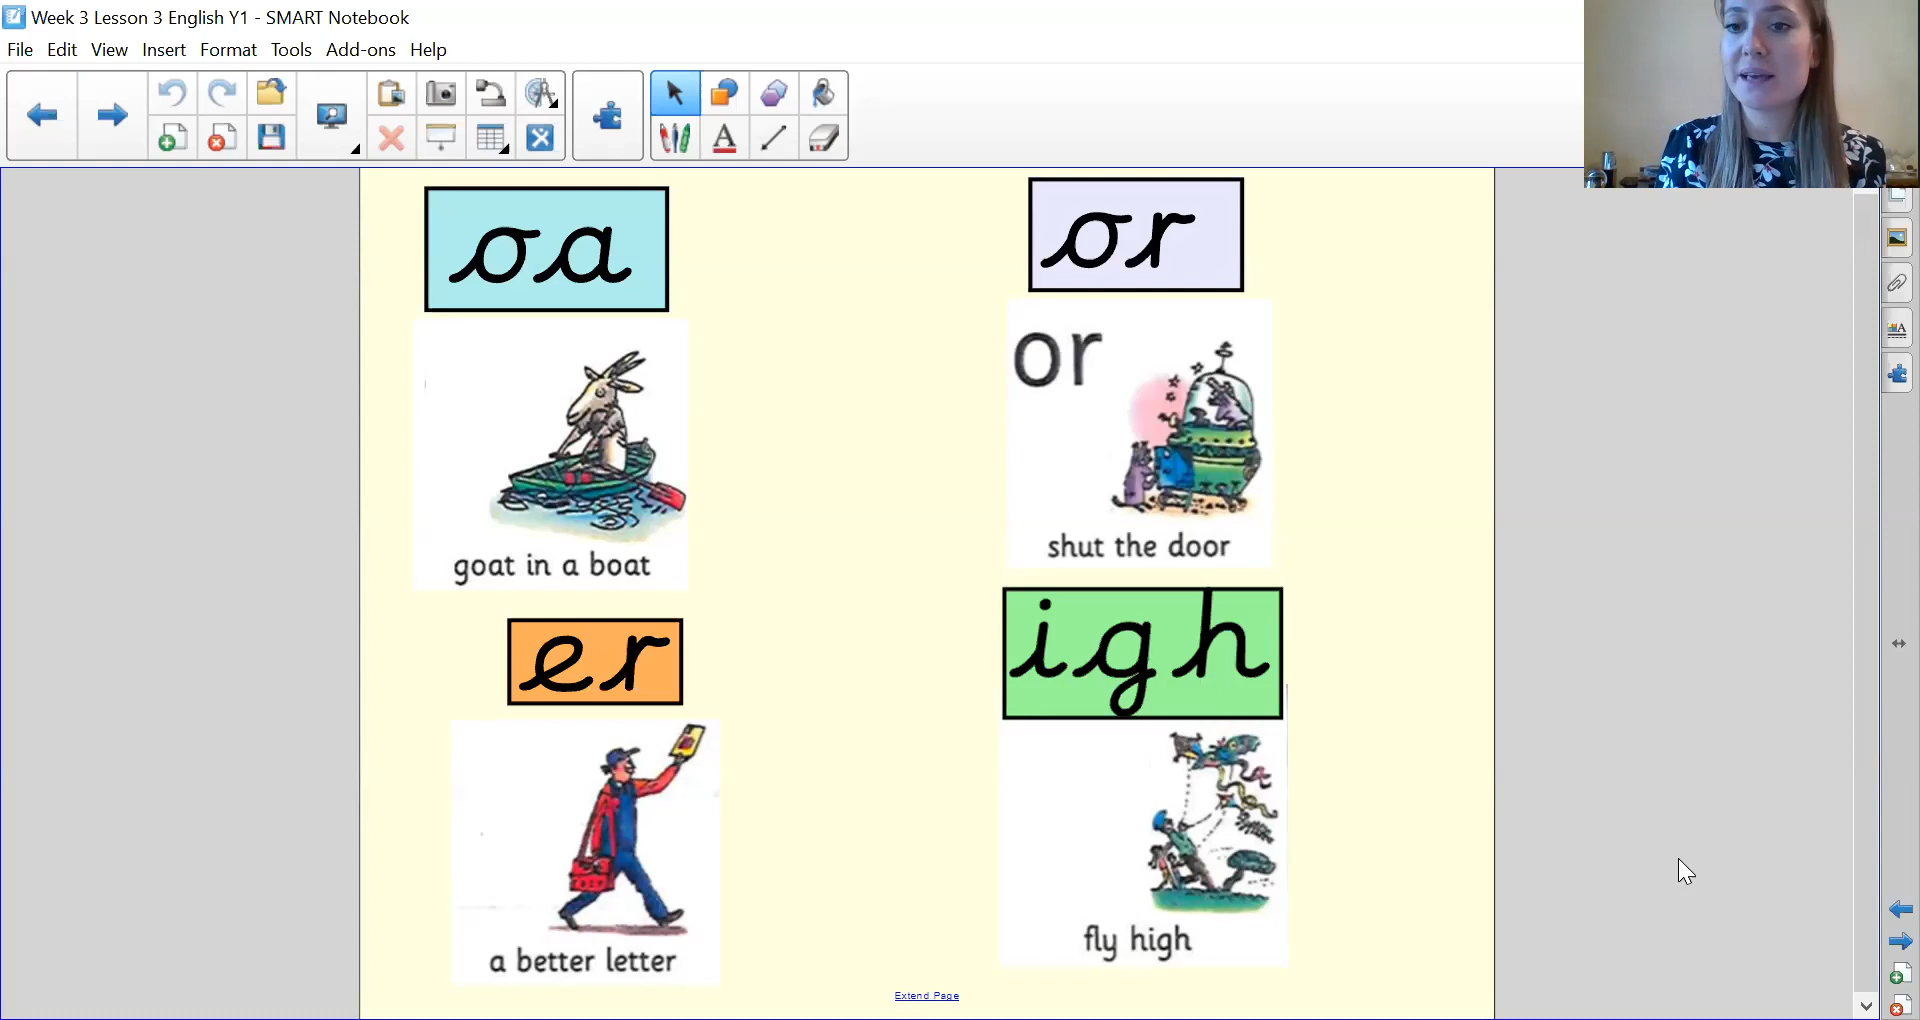 Week 3 Lesson 3 English Y1 - SMART Notebook
File Edit View Insert Format Tools Add-ons Help
oa
goat in a boat
or
or
shut the door
er
a better letter
igh
fly high
Extend Page